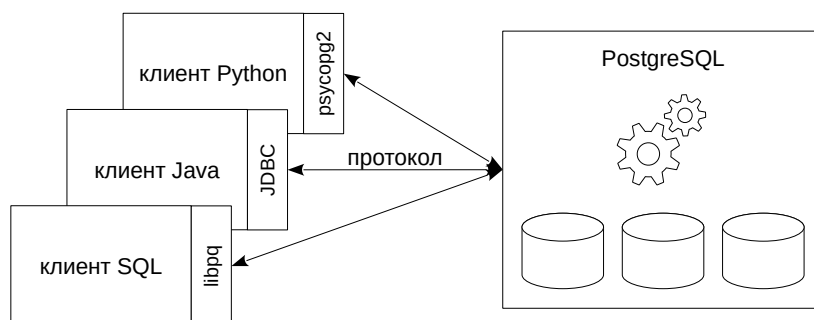 клиент Python
psycopg2
PostgreSQL
клиент Java
JDBC
протокол
клиент SQL
libpq